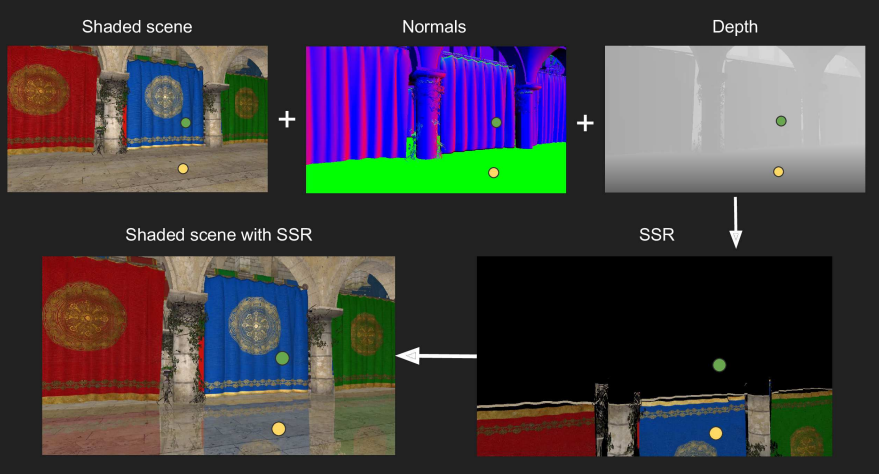 Shaded scene
Normals
Depth
+
+
Shaded scene with SSR
SSR